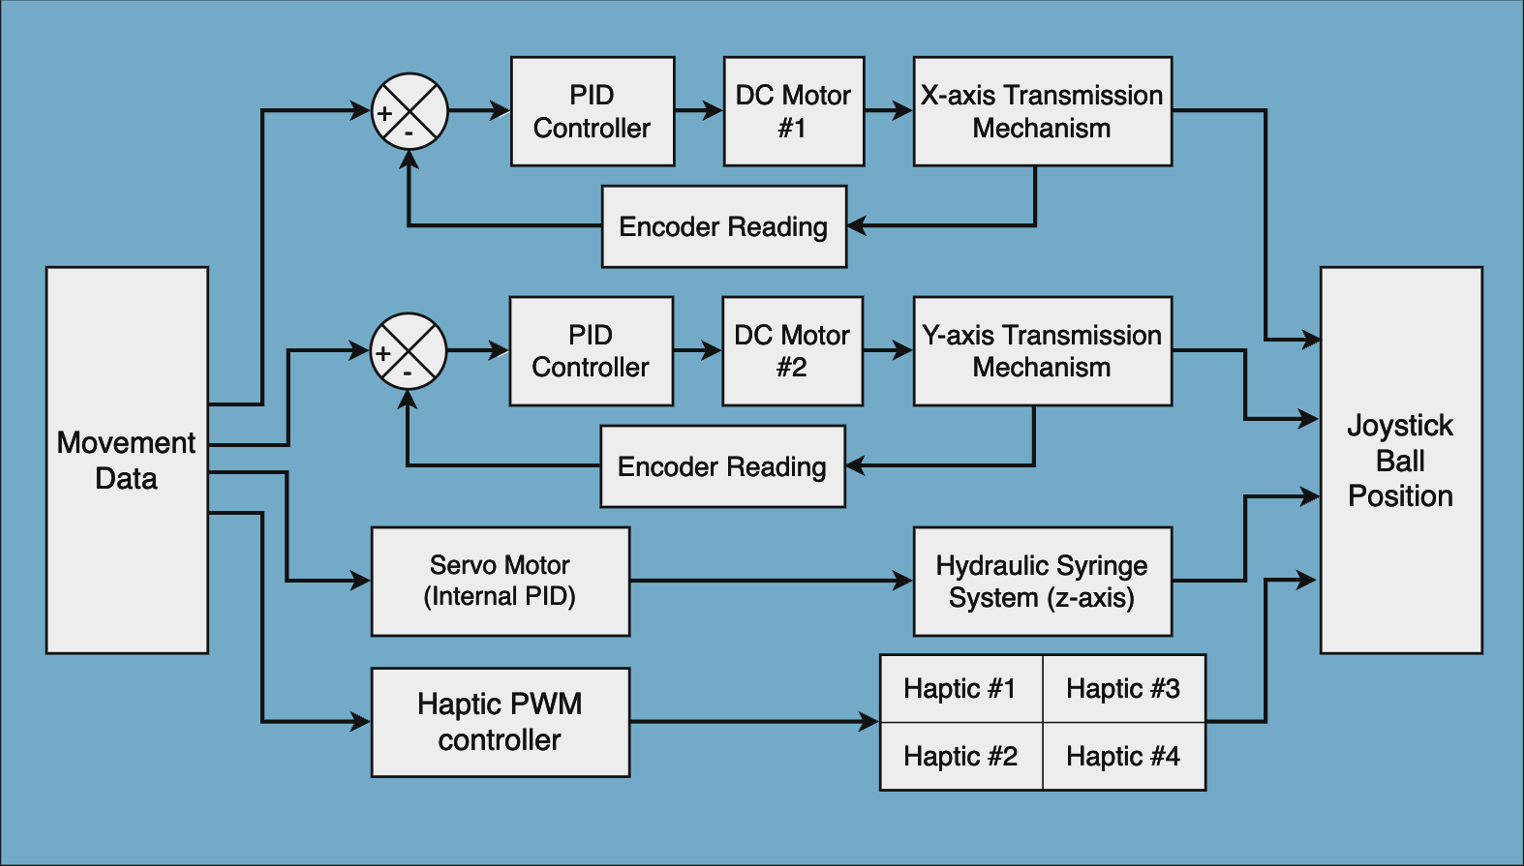 +
-
PID
Controller
DC Motor
#1
X-axis Transmission
Mechanism
Encoder Reading
+
-
PID
Controller
DC Motor
#2
Y-axis Transmission
Mechanism
Encoder Reading
Movement
Data
Joystick
Ball
Position
Servo Motor
(Internal PID)
Hydraulic Syringe
System (z-axis)
Haptic PWM
controller
Haptic #1
Haptic #3
Haptic #2
Haptic #4